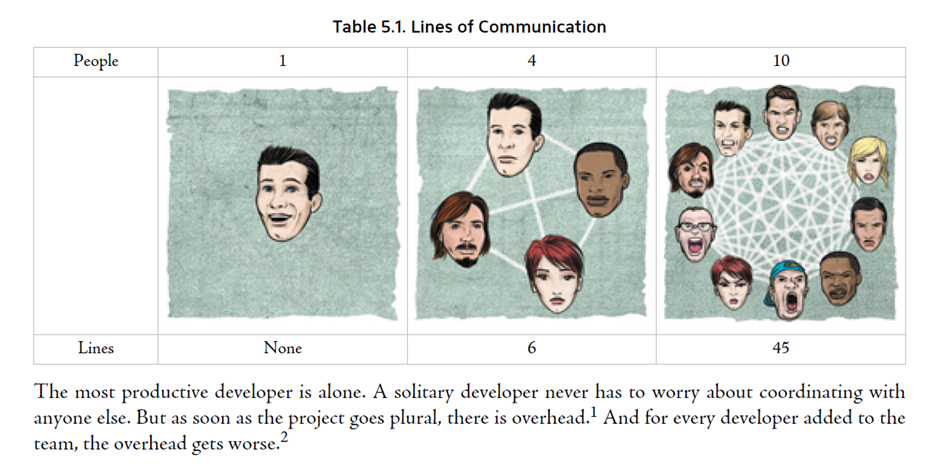 Table 5.1. Lines of Communication
People 1 4 10
Lines None 6 45
The most productive developer is alone. A solitary developer never has to worry about coordinating with
anyone else. But as soon as the project goes plural, there is overhead.1 And for every developer added to the
team, the overhead gets worse.2